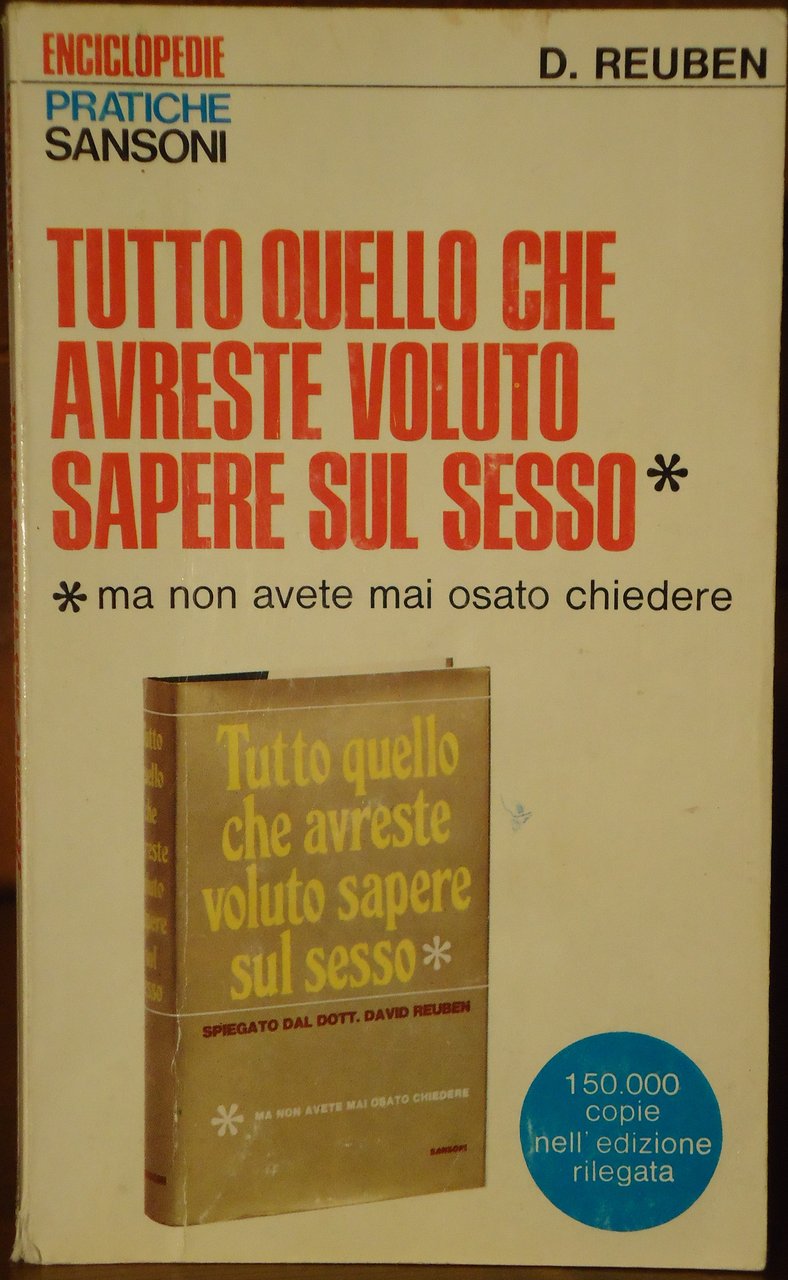 ENCICLOPEDIE
D. REUBEN
PRATICHE
SANSONI
TUTTO QUELLO CHE
AVRESTE VOLUTO
SAPERE SUL SESSO*
*ma non avete mai osato chiedere
Tutto quello
che avreste
voluto sapere
sul sesso*
SPIEGATO DAL DOTT. DAVID REUBEN
* MA NON AVETE MAI OSATO CHIEDERE
SANSONI
150.000
copie
nell'edizione
rilegata